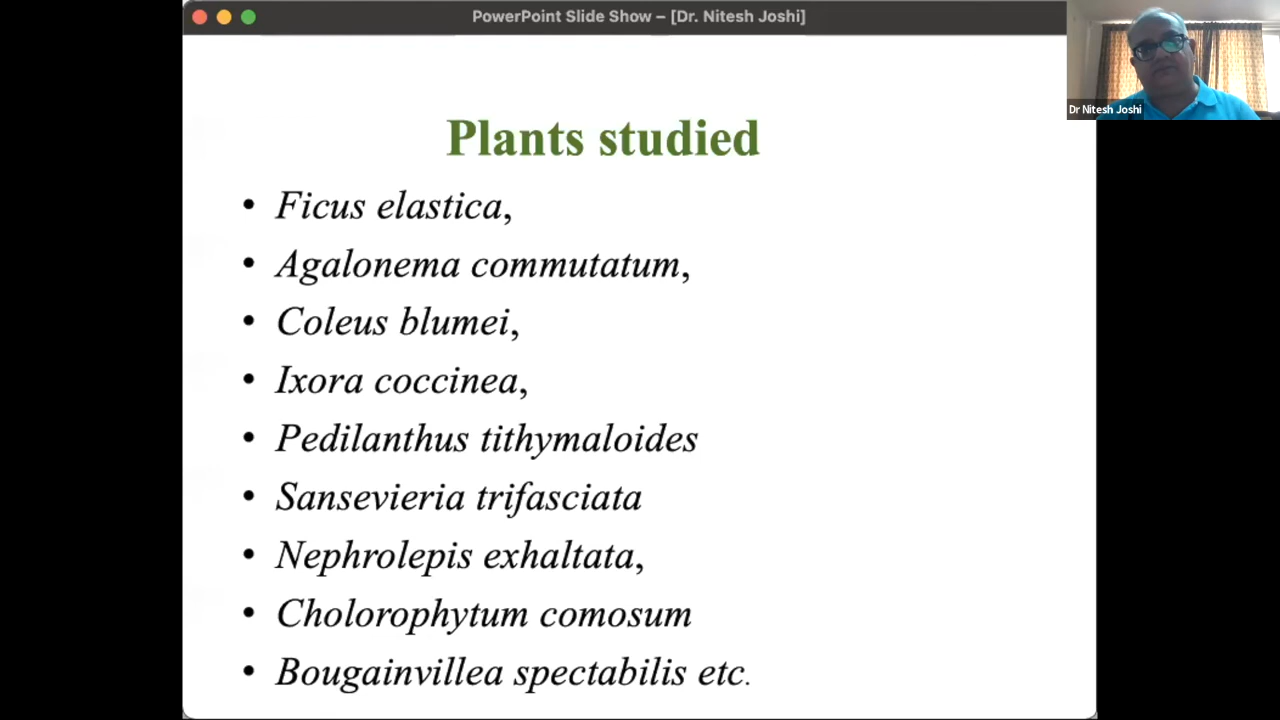 PowerPoint Slide Show – [Dr. Nitesh Joshi]
Dr Nitesh Joshi
Plants studied
• Ficus elastica,
• Agalonema commutatum,
• Coleus blumei,
• Ixora coccinea,
• Pedilanthus tithymaloides
• Sansevieria trifasciata
• Nephrolepis exhaltata,
• Cholorophytum comosum
• Bougainvillea spectabilis etc.